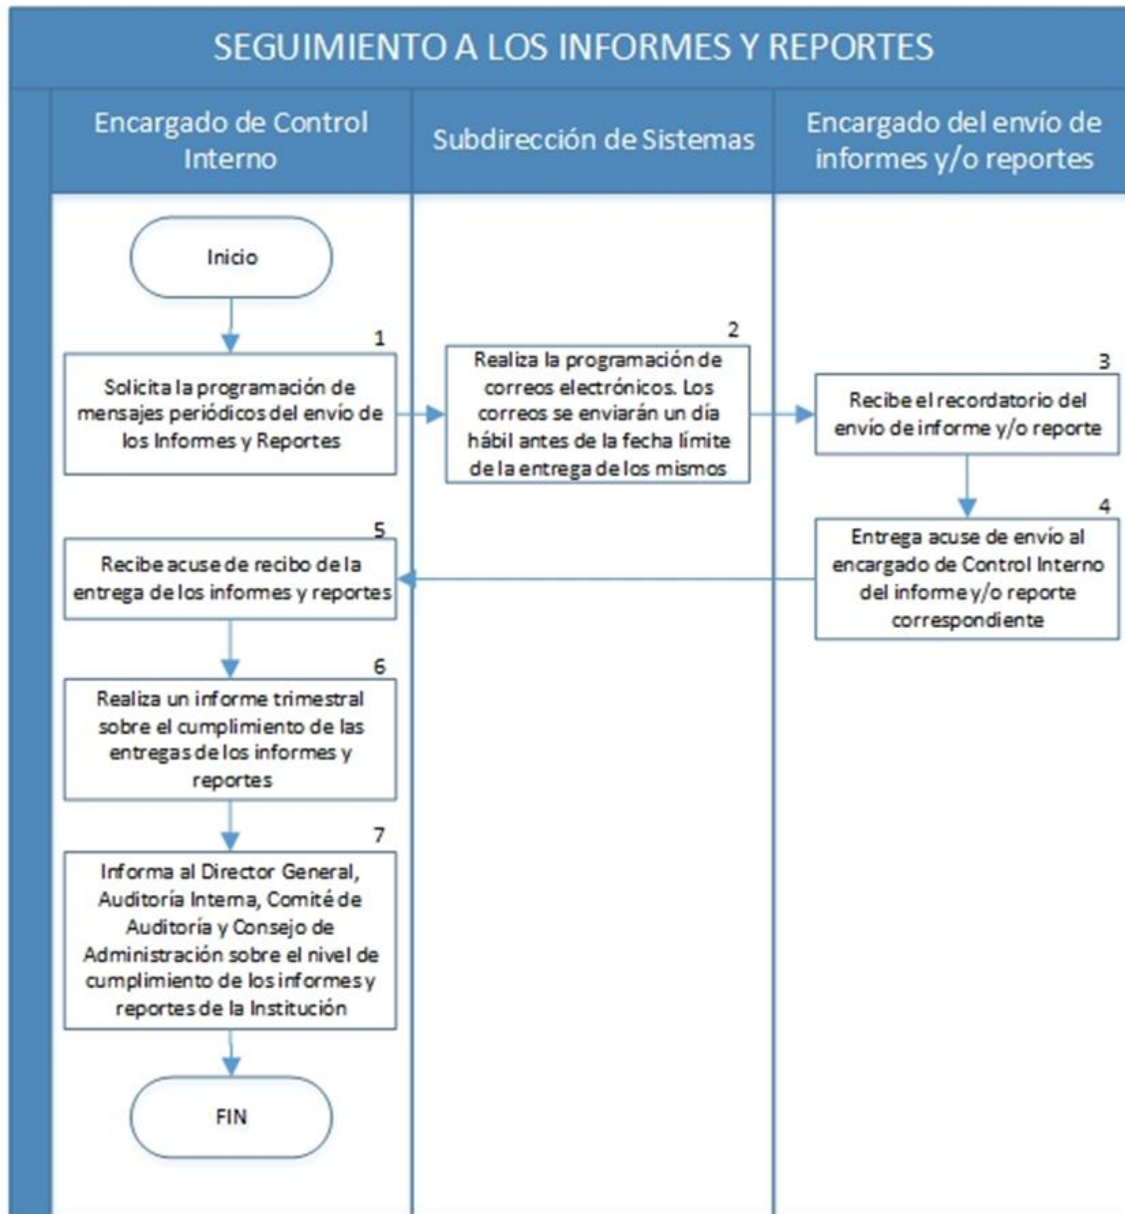 SEGUIMIENTO A LOS INFORMES Y REPORTES
Encargado de Control
Interno
Subdirección de Sistemas
Encargado del envío de
informes y/o reportes
Inicio
1
Solicita la programación de
mensajes periódicos del envío de
los Informes y Reportes
2
Realiza la programación de
correos electrónicos. Los
correos se enviarán un día
hábil antes de la fecha límite
de la entrega de los mismos
3
Recibe el recordatorio del
envío de informe y/o reporte
4
Entrega acuse de envío al
encargado de Control Interno
del informe y/o reporte
correspondiente
5
Recibe acuse de recibo de la
entrega de los informes y reportes
6
Realiza un informe trimestral
sobre el cumplimiento de las
entregas de los informes y
reportes
7
Informa al Director General,
Auditoría Interna, Comité de
Auditoría y Consejo de
Administración sobre el nivel de
cumplimiento de los informes y
reportes de la Institución
FIN